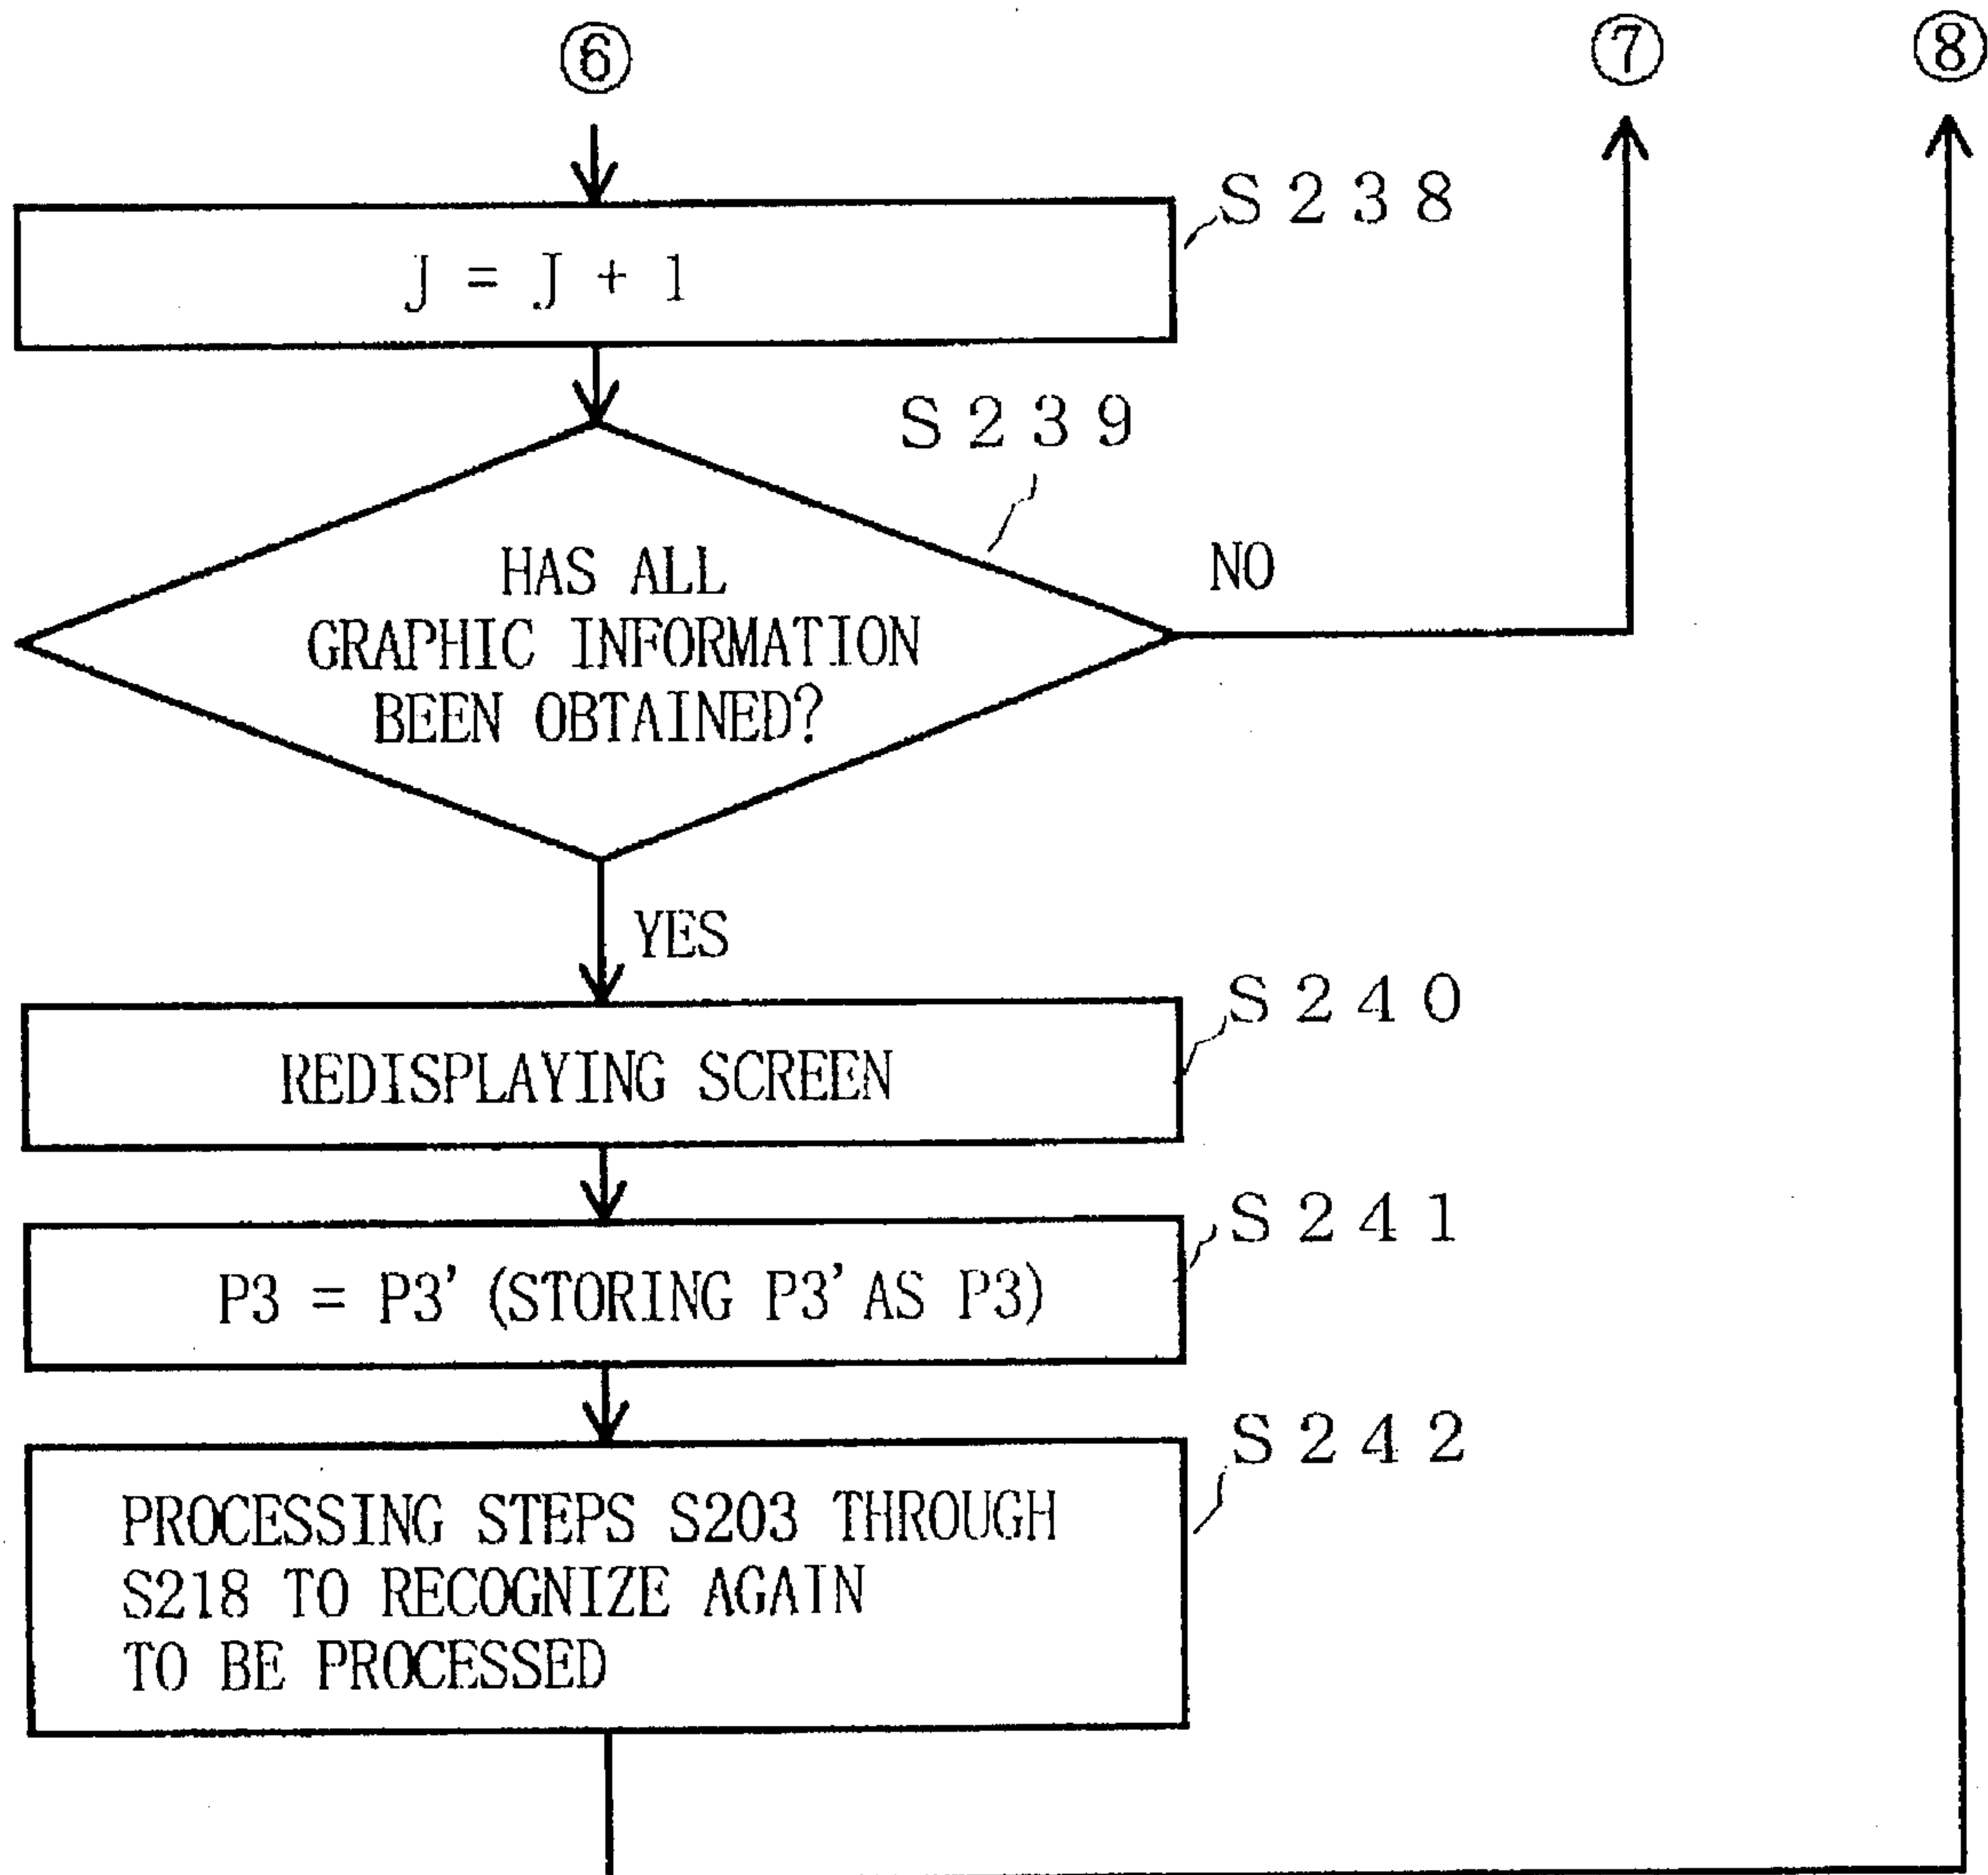 ⑥
⑦
⑧
S238
J = J + 1
S239
HAS ALL
GRAPHIC INFORMATION
BEEN OBTAINED?
NO
YES
S240
REDISPLAYING SCREEN
S241
P3 = P3' (STORING P3' AS P3)
S242
PROCESSING STEPS S203 THROUGH
S218 TO RECOGNIZE AGAIN
TO BE PROCESSED